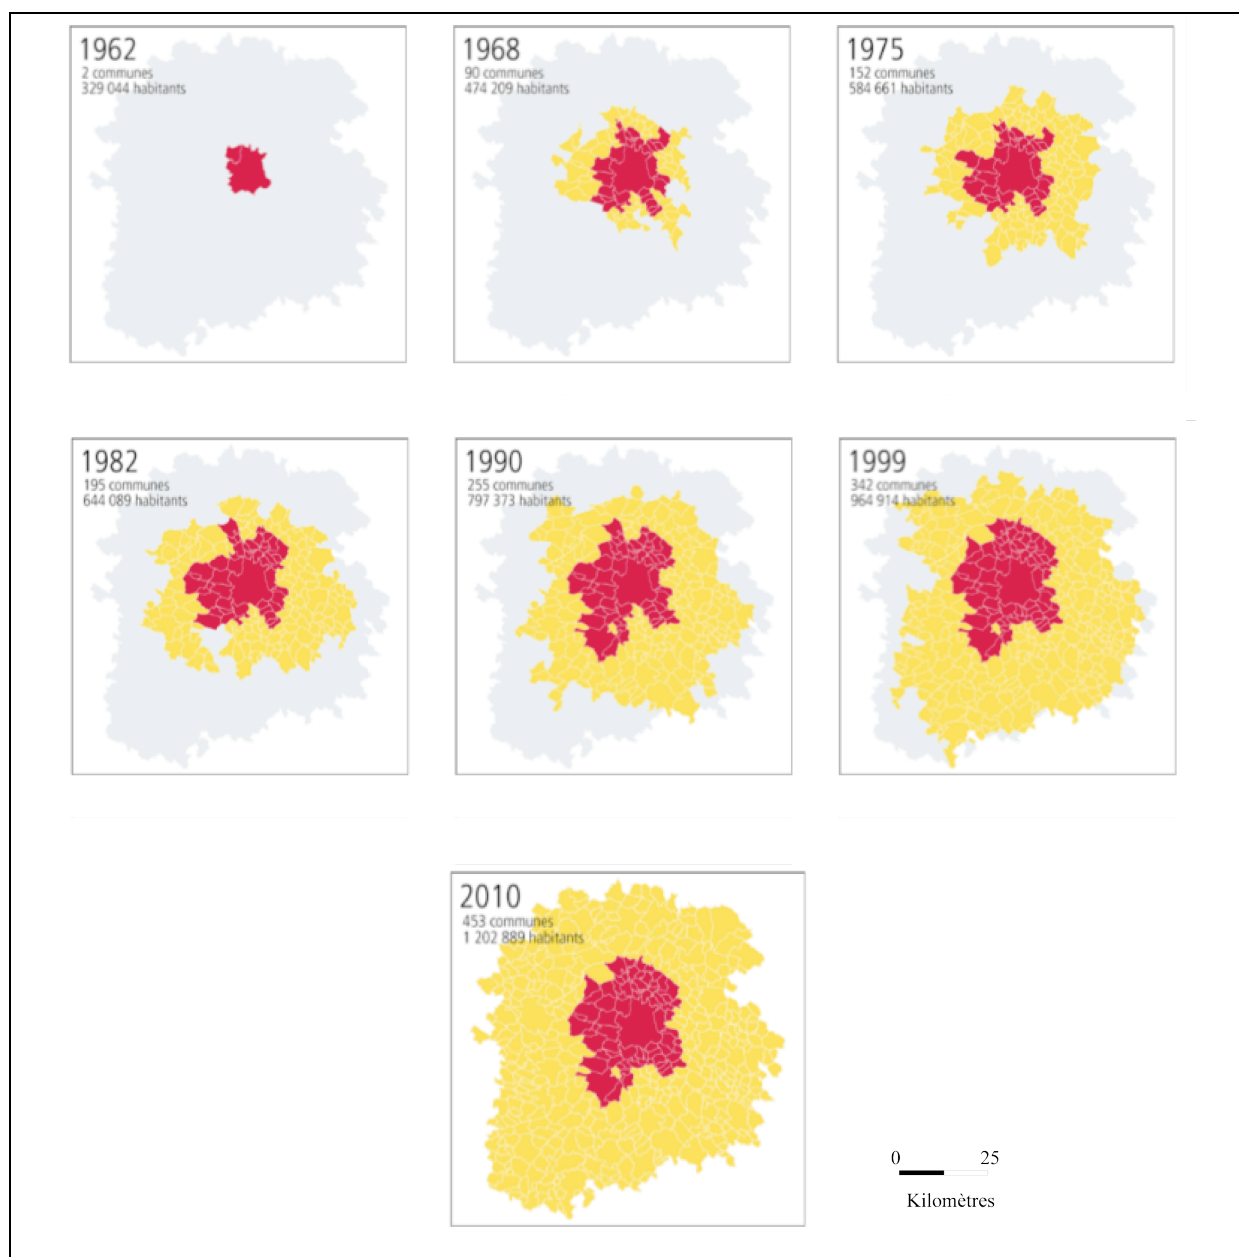 1962
2 communes
329 044 habitants
1968
90 communes
474 209 habitants
1975
152 communes
584 661 habitants
1982
195 communes
644 089 habitants
1990
255 communes
797 373 habitants
1999
342 communes
964 914 habitants
2010
453 communes
1 202 889 habitants
0 25
Kilomètres